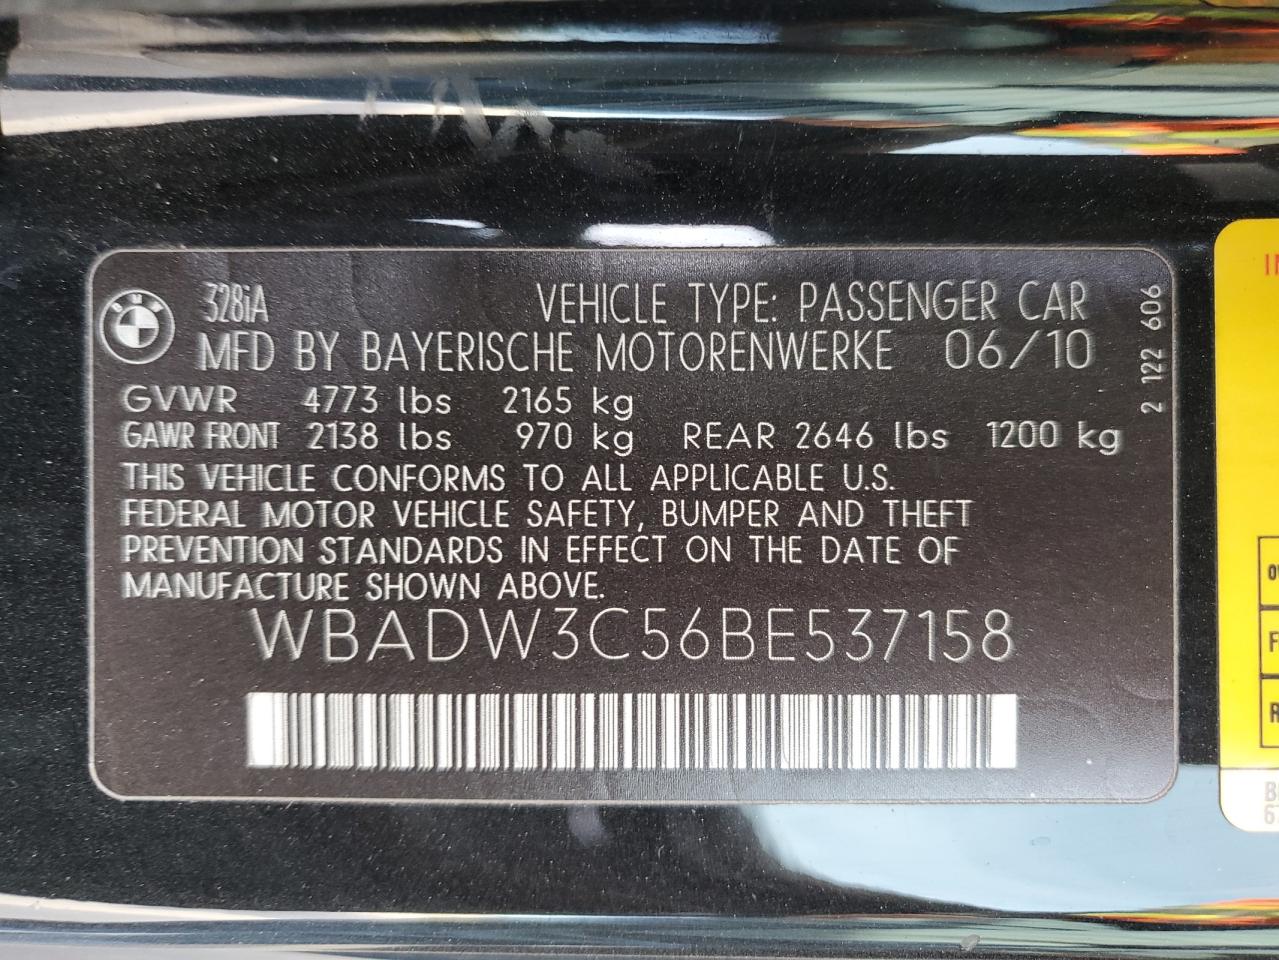 328iA VEHICLE TYPE: PASSENGER CAR
MFD BY BAYERISCHE MOTORENWERKE 06/10
GVWR 4773 lbs 2165 kg
GAWR FRONT 2138 lbs 970 kg REAR 2646 lbs 1200 kg
THIS VEHICLE CONFORMS TO ALL APPLICABLE U.S.
FEDERAL MOTOR VEHICLE SAFETY, BUMPER AND THEFT
PREVENTION STANDARDS IN EFFECT ON THE DATE OF
MANUFACTURE SHOWN ABOVE.
WBADW3C56BE537158
2 122 606
BMW